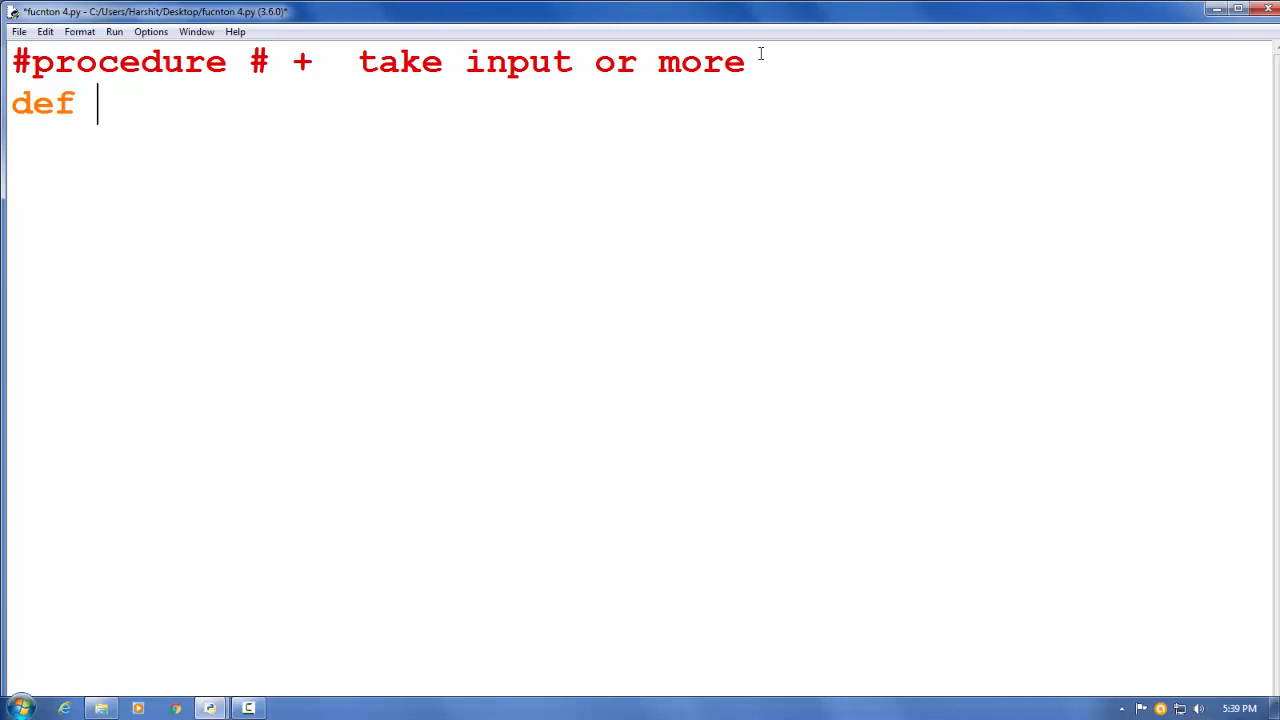 *fucnton 4.py - C:/Users/Harshit/Desktop/fucnton 4.py (3.6.0)*
File Edit Format Run Options Window Help
#procedure # +  take input or more
def
5:39 PM